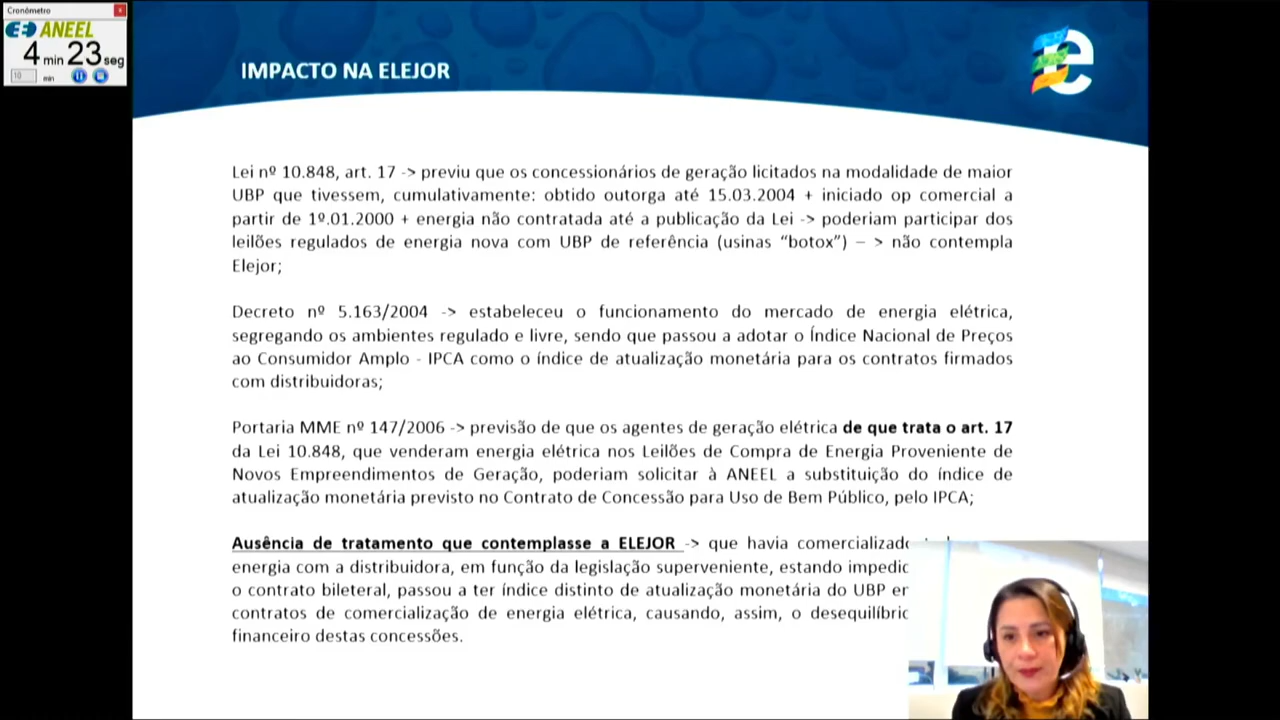 Cronômetro
ANEEL
4 min 23 seg
10 min
IMPACTO NA ELEJOR
e
Lei nº 10.848, art. 17 -> previu que os concessionários de geração licitados na modalidade de maior
UBP que tivessem, cumulativamente: obtido outorga até 15.03.2004 + iniciado op comercial a
partir de 1º.01.2000 + energia não contratada até a publicação da Lei -> poderiam participar dos
leilões regulados de energia nova com UBP de referência (usinas “botox”) – > não contempla
Elejor;
Decreto nº 5.163/2004 -> estabeleceu o funcionamento do mercado de energia elétrica,
segregando os ambientes regulado e livre, sendo que passou a adotar o Índice Nacional de Preços
ao Consumidor Amplo - IPCA como o índice de atualização monetária para os contratos firmados
com distribuidoras;
Portaria MME nº 147/2006 -> previsão de que os agentes de geração elétrica de que trata o art. 17
da Lei 10.848, que venderam energia elétrica nos Leilões de Compra de Energia Proveniente de
Novos Empreendimentos de Geração, poderiam solicitar à ANEEL a substituição do índice de
atualização monetária previsto no Contrato de Concessão para Uso de Bem Público, pelo IPCA;
Ausência de tratamento que contemplasse a ELEJOR -> que havia
energia com a distribuidora, em função da legislação superveniente, estando
o contrato bileteral, passou a ter índice distinto de atualização monetária do UBP
contratos de comercialização de energia elétrica, causando, assim, o
financeiro destas concessões.